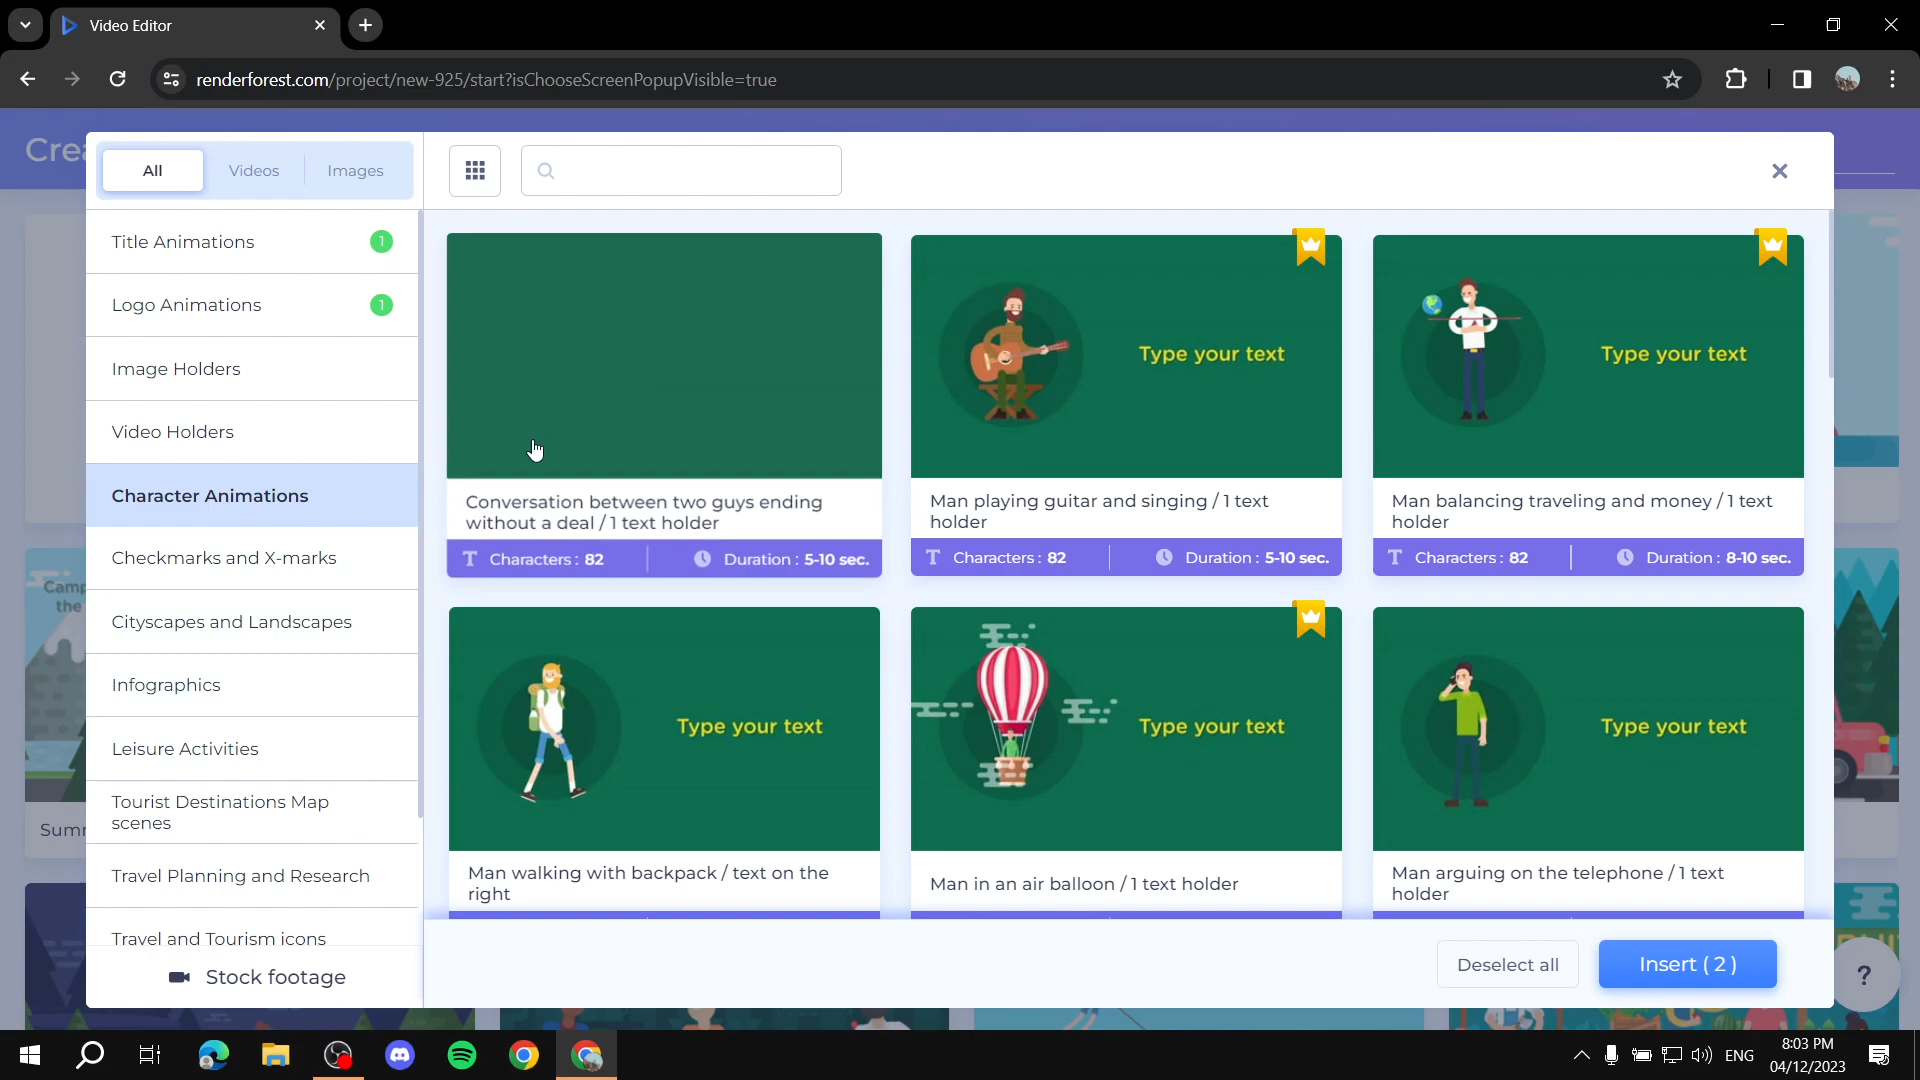 Video Editor
renderforest.com/project/new-925/start?isChooseScreenPopupVisible=true
Crea
All
Videos
Images
Title Animations
1
Logo Animations
1
Image Holders
Video Holders
Character Animations
Checkmarks and X-marks
Cityscapes and Landscapes
Infographics
Leisure Activities
Tourist Destinations Map
scenes
Travel Planning and Research
Travel and Tourism icons
Stock footage
Conversation between two guys ending
without a deal / 1 text holder
Characters : 82
Duration : 5-10 sec.
Type your text
Man playing guitar and singing / 1 text
holder
Characters : 82
Duration : 5-10 sec.
Type your text
Man balancing traveling and money / 1 text
holder
Characters : 82
Duration : 8-10 sec.
Type your text
Man walking with backpack / text on the
right
Type your text
Man in an air balloon / 1 text holder
Type your text
Man arguing on the telephone / 1 text
holder
Deselect all
Insert ( 2 )
Camp
the
Summ
?
ENG
8:03 PM
04/12/2023